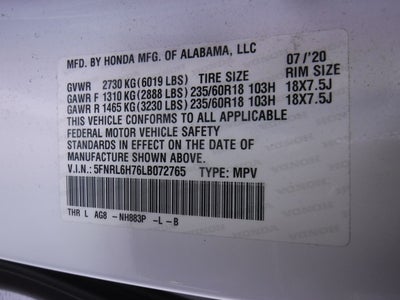 MFD. BY HONDA MFG. OF ALABAMA, LLC
07 /'20
GVWR 2730 KG (6019 LBS) TIRE SIZE RIM SIZE
GAWR F 1310 KG (2888 LBS) 235/60R18 103H 18X7.5J
GAWR R 1465 KG (3230 LBS) 235/60R18 103H 18X7.5J
THIS VEHICLE CONFORMS TO ALL APPLICABLE
FEDERAL MOTOR VEHICLE SAFETY
STANDARDS IN EFFECT ON THE DATE OF
MANUFACTURE SHOWN ABOVE.
V.I.N.: 5FNRL6H76LB072765 TYPE: MPV
THR L AG8 -NH883P -L -B